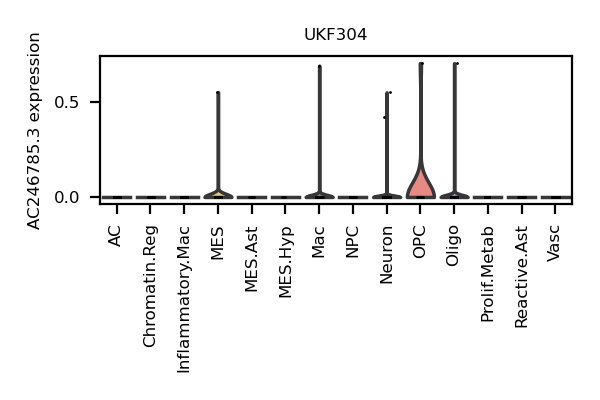 UKF304
AC246785.3 expression
0.5
0.0
AC
Chromatin.Reg
Inflammatory.Mac
MES
MES.Ast
MES.Hyp
Mac
NPC
Neuron
OPC
Oligo
Prolif.Metab
Reactive.Ast
Vasc